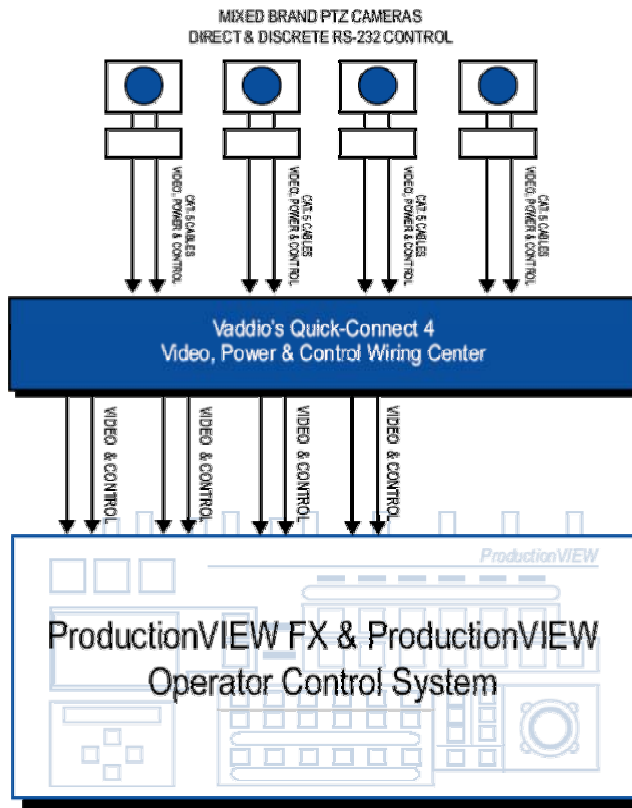 MIXED BRAND PTZ CAMERAS
DIRECT & DISCRETE RS-232 CONTROL
CAT-5 CABLES
VIDEO, POWER & CONTROL
CAT-5 CABLES
VIDEO, POWER & CONTROL
CAT-5 CABLES
VIDEO, POWER & CONTROL
CAT-5 CABLES
VIDEO, POWER & CONTROL
Vaddio's Quick-Connect 4
Video, Power & Control Wiring Center
VIDEO & CONTROL
VIDEO & CONTROL
VIDEO & CONTROL
VIDEO & CONTROL
ProductionVIEW
ProductionVIEW FX & ProductionVIEW
Operator Control System